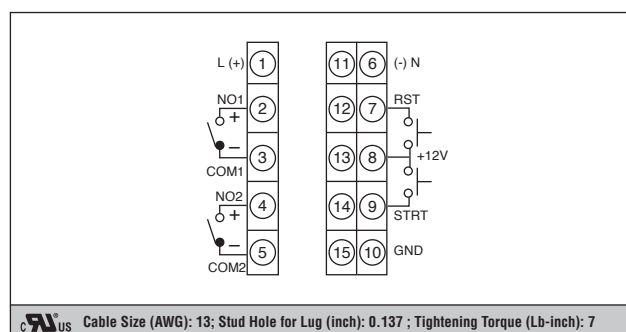 L (+) 1 11 6 (-) N
NO1 2 12 7 RST
+
–
3 13 8 +12V
COM1
NO2 4 14 9 STRT
+
–
5 15 10 GND
COM2
c RU® US Cable Size (AWG): 13; Stud Hole for Lug (inch): 0.137 ; Tightening Torque (Lb-inch): 7